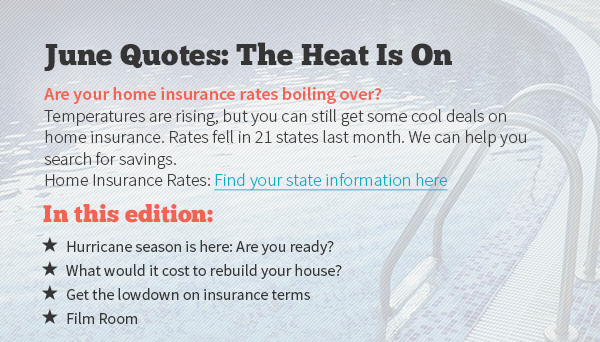 June Quotes: The Heat Is On
Are your home insurance rates boiling over?
Temperatures are rising, but you can still get some cool deals on
home insurance. Rates fell in 21 states last month. We can help you
search for savings.
Home Insurance Rates: Find your state information here
In this edition:
★ Hurricane season is here: Are you ready?
★ What would it cost to rebuild your house?
★ Get the lowdown on insurance terms
★ Film Room